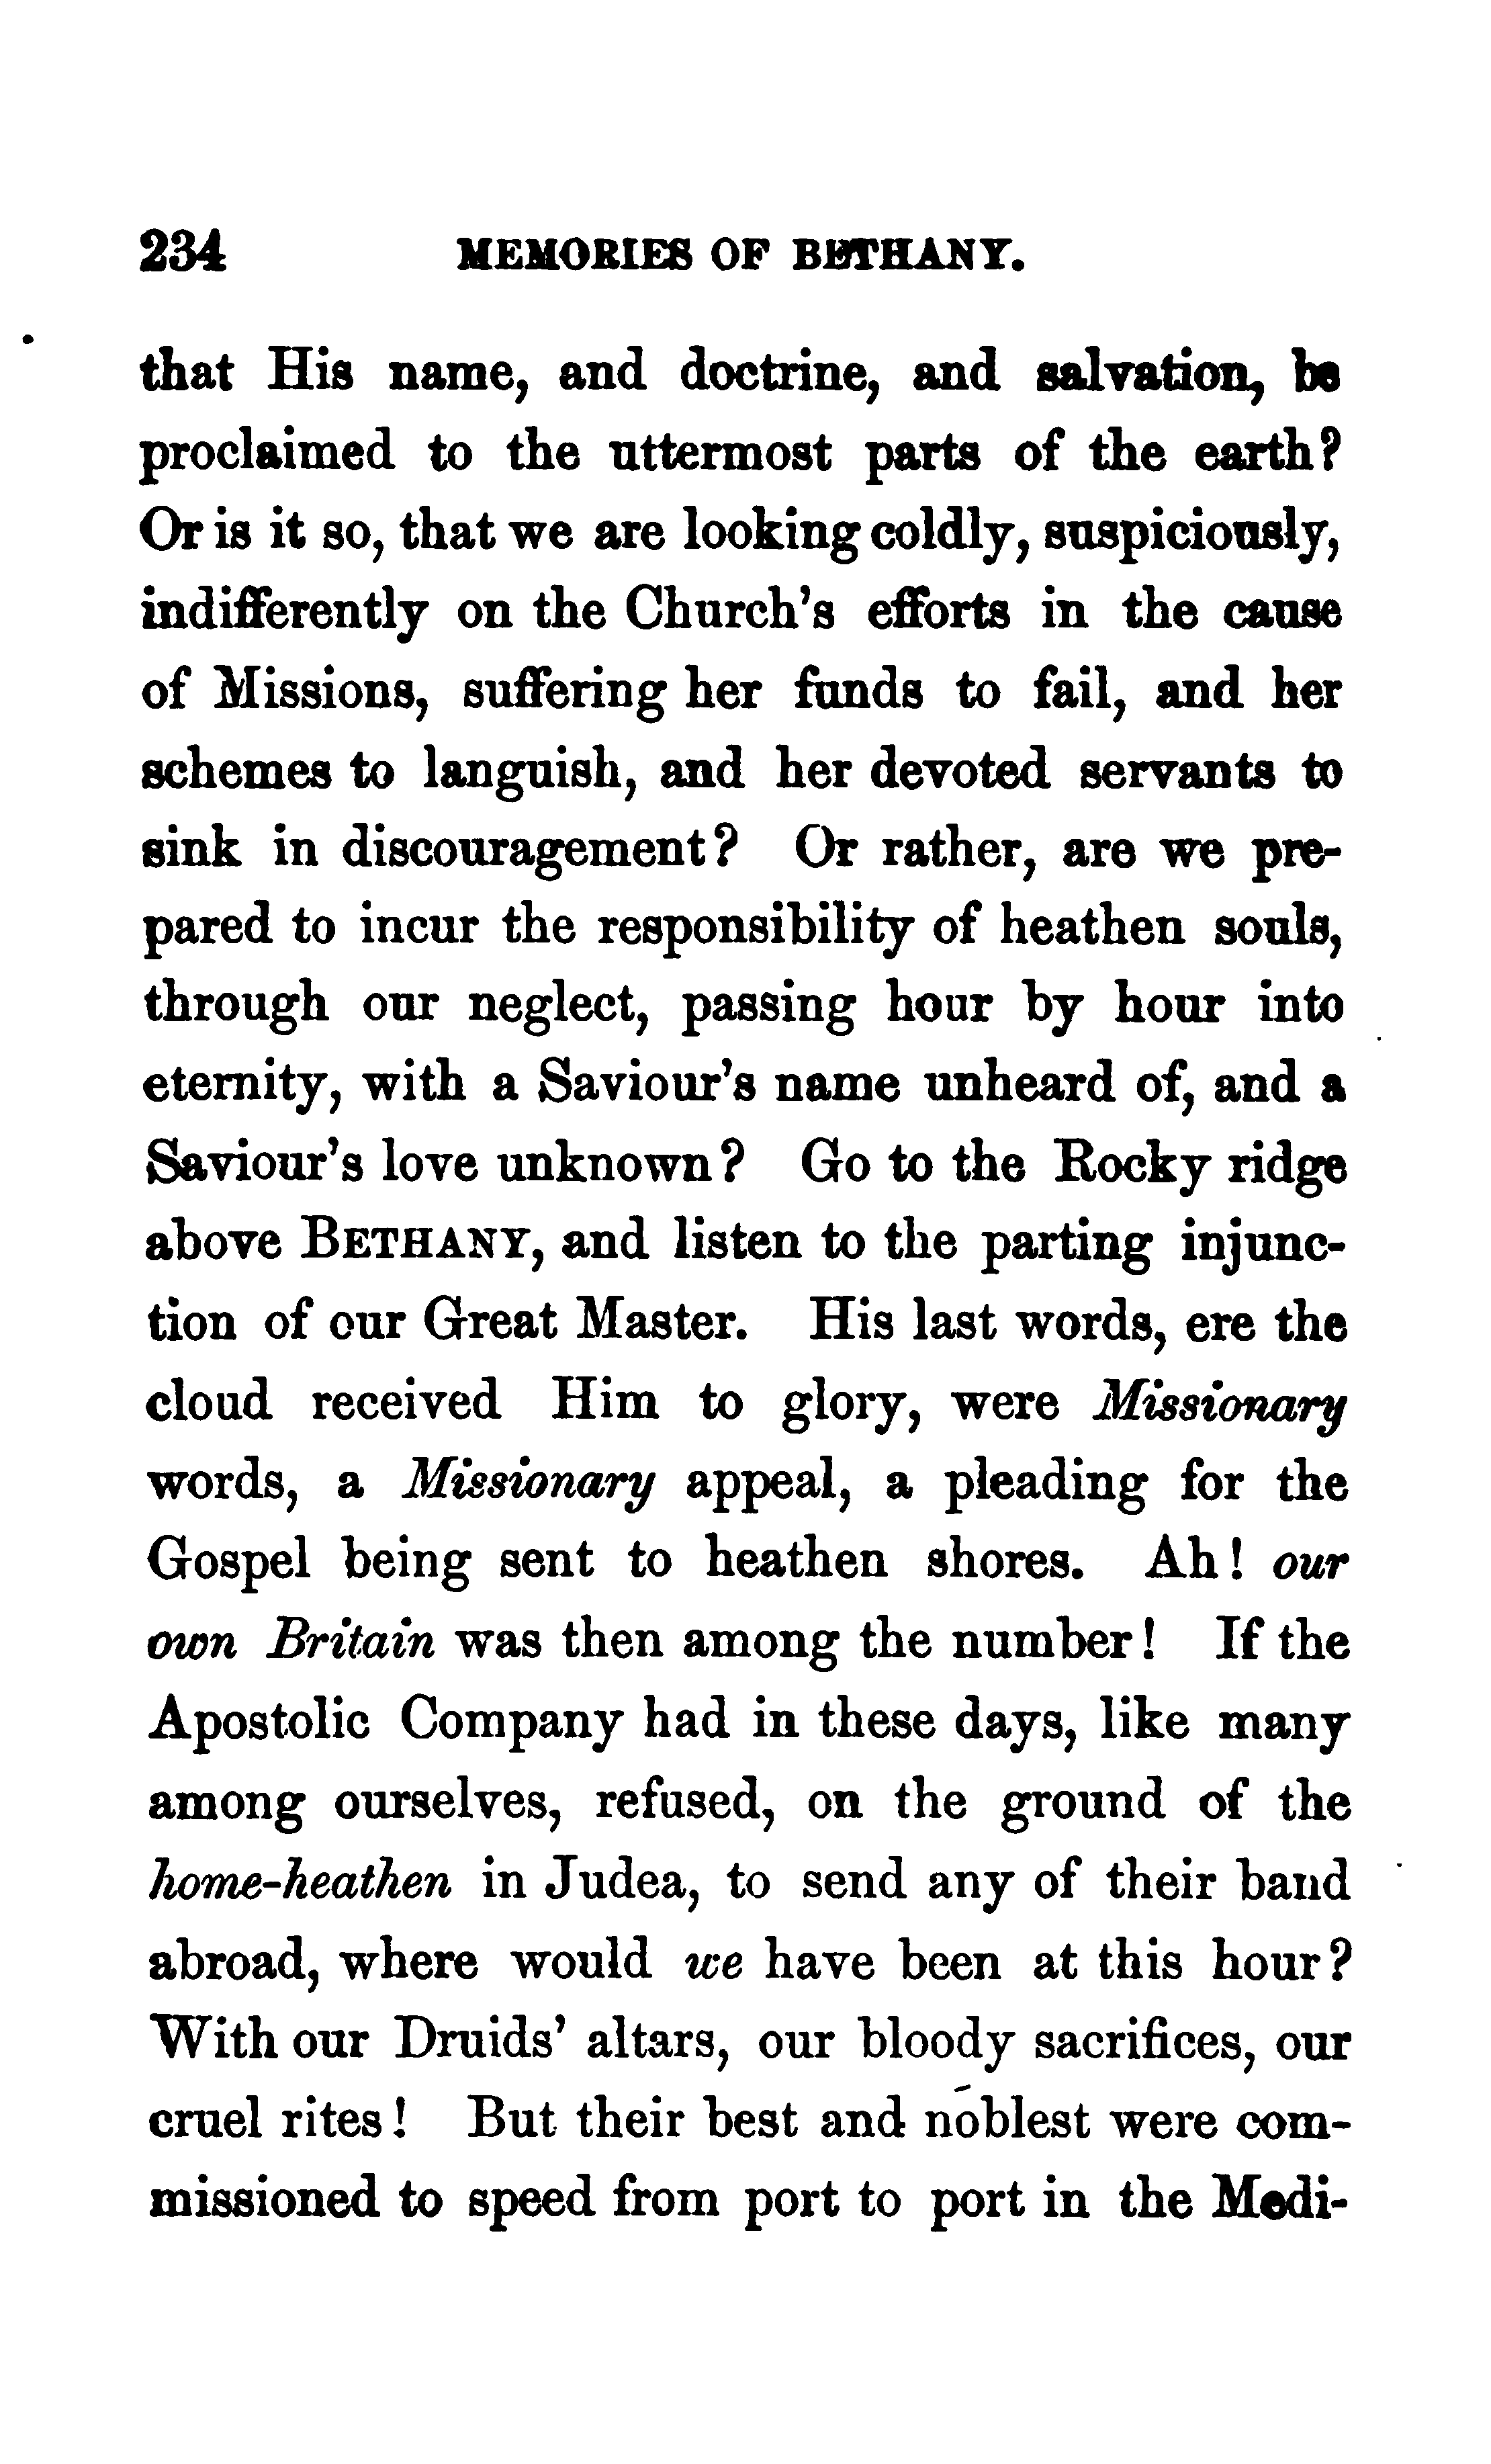 234 MEMORIES OF BETHANY.
that His name, and doctrine, and salvation, be
proclaimed to the uttermost parts of the earth?
Or is it so, that we are looking coldly, suspiciously,
indifferently on the Church's efforts in the cause
of Missions, suffering her funds to fail, and her
schemes to languish, and her devoted servants to
sink in discouragement? Or rather, are we pre-
pared to incur the responsibility of heathen souls,
through our neglect, passing hour by hour into
eternity, with a Saviour's name unheard of, and a
Saviour's love unknown? Go to the Rocky ridge
above BETHANY, and listen to the parting injunc-
tion of our Great Master. His last words, ere the
cloud received Him to glory, were Missionary
words, a Missionary appeal, a pleading for the
Gospel being sent to heathen shores. Ah! our
own Britain was then among the number! If the
Apostolic Company had in these days, like many
among ourselves, refused, on the ground of the
home-heathen in Judea, to send any of their band
abroad, where would we have been at this hour?
With our Druids' altars, our bloody sacrifices, our
cruel rites! But their best and noblest were com-
missioned to speed from port to port in the Medi-